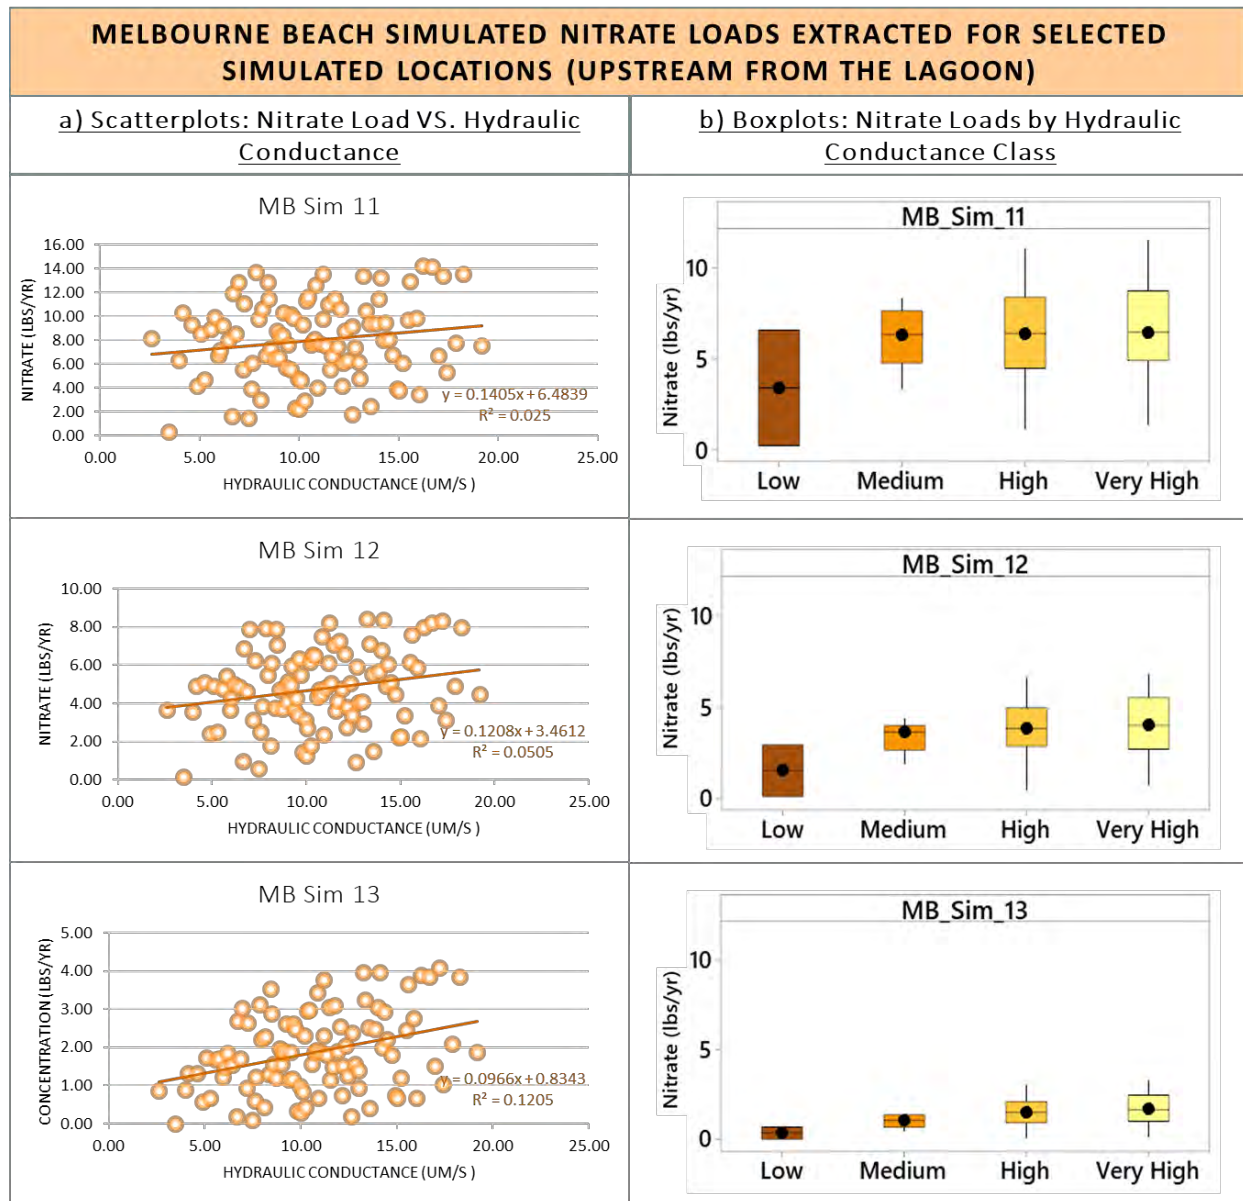 MELBOURNE BEACH SIMULATED NITRATE LOADS EXTRACTED FOR SELECTED
SIMULATED LOCATIONS (UPSTREAM FROM THE LAGOON)
a) Scatterplots: Nitrate Load VS. Hydraulic
Conductance
b) Boxplots: Nitrate Loads by Hydraulic
Conductance Class
MB Sim 11
NITRATE (LBS/YR)
16.00
14.00
12.00
10.00
8.00
6.00
4.00
2.00
0.00
y = 0.1405x + 6.4839
R² = 0.025
0.00 5.00 10.00 15.00 20.00 25.00
HYDRAULIC CONDUCTANCE (UM/S )
MB_Sim_11
Nitrate (lbs/yr)
10
5
0
Low Medium High Very High
MB Sim 12
NITRATE (LBS/YR)
10.00
8.00
6.00
4.00
2.00
0.00
y = 0.1208x + 3.4612
R² = 0.0505
0.00 5.00 10.00 15.00 20.00 25.00
HYDRAULIC CONDUCTANCE (UM/S )
MB_Sim_12
Nitrate (lbs/yr)
10
5
0
Low Medium High Very High
MB Sim 13
CONCENTRATION (LBS/YR)
5.00
4.00
3.00
2.00
1.00
0.00
y = 0.0966x + 0.8343
R² = 0.1205
0.00 5.00 10.00 15.00 20.00 25.00
HYDRAULIC CONDUCTANCE (UM/S )
MB_Sim_13
Nitrate (lbs/yr)
10
5
0
Low Medium High Very High